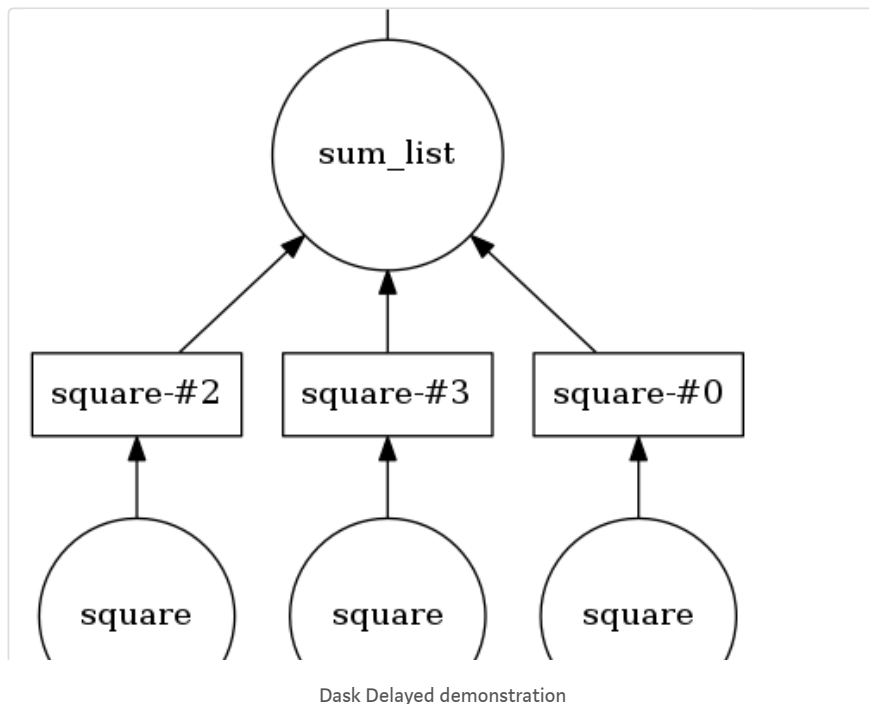 sum_list
square-#2
square-#3
square-#0
square
square
square
Dask Delayed demonstration